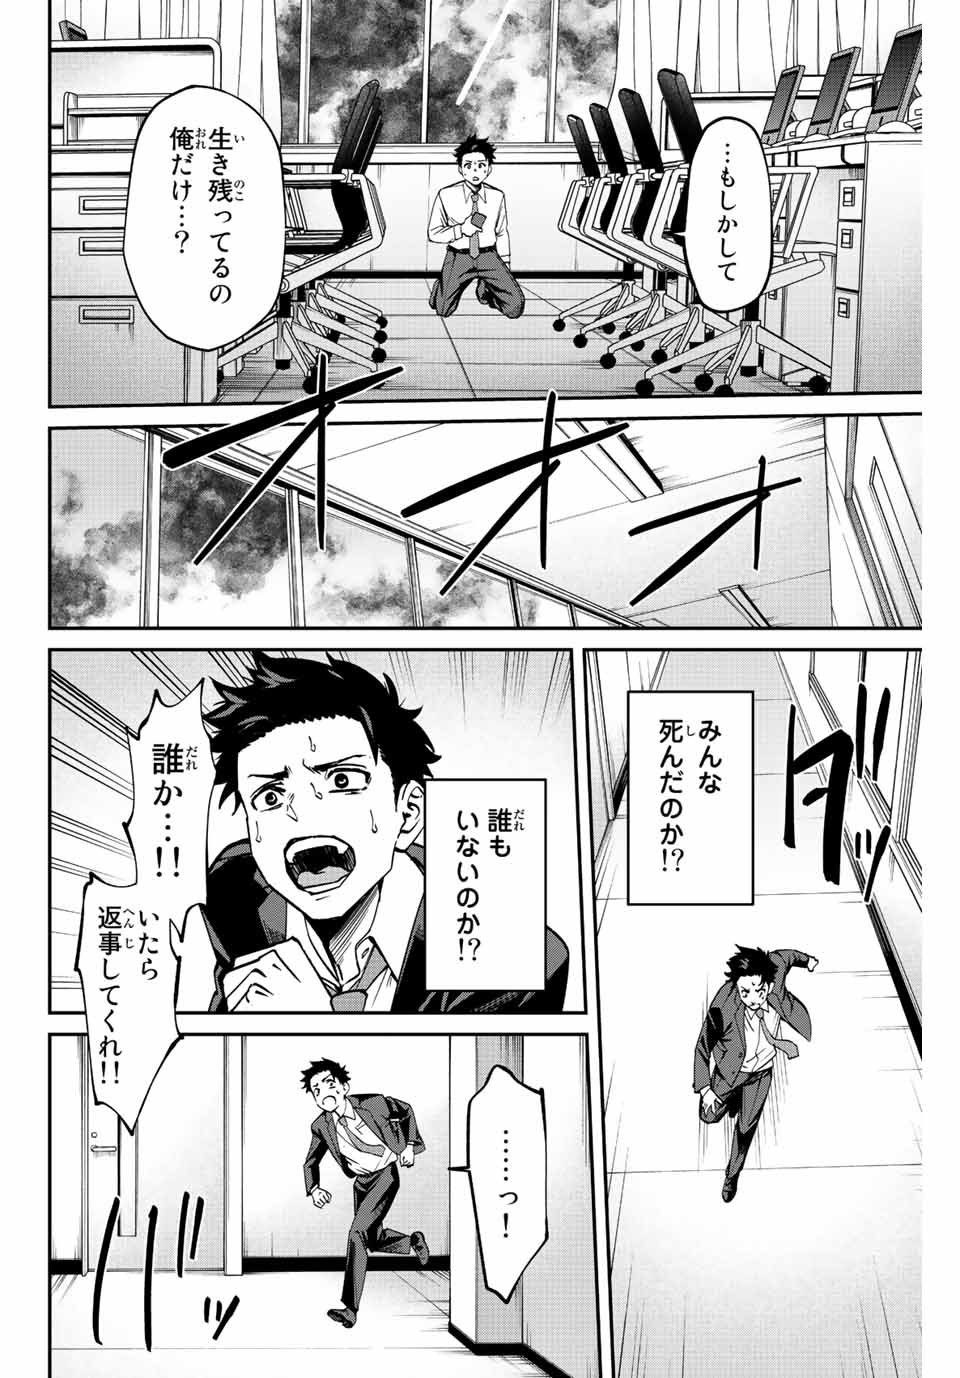 …もしかして
生き残ってるの
俺だけ…?
オオオ
みんな
死んだのか!?
ダッ
誰も
いないのか!?
誰か…!!
いたら
返事してくれ!!
……っ!